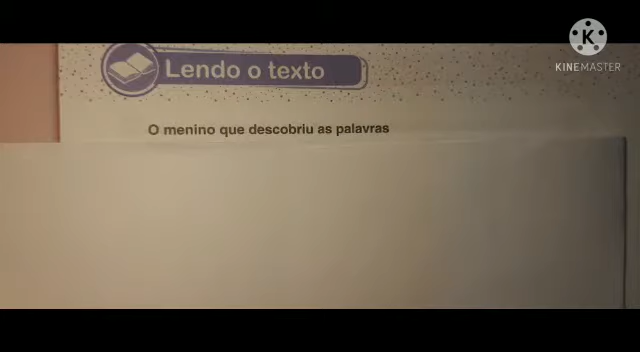 K
KINEMASTER
Lendo o texto
O menino que descobriu as palavras